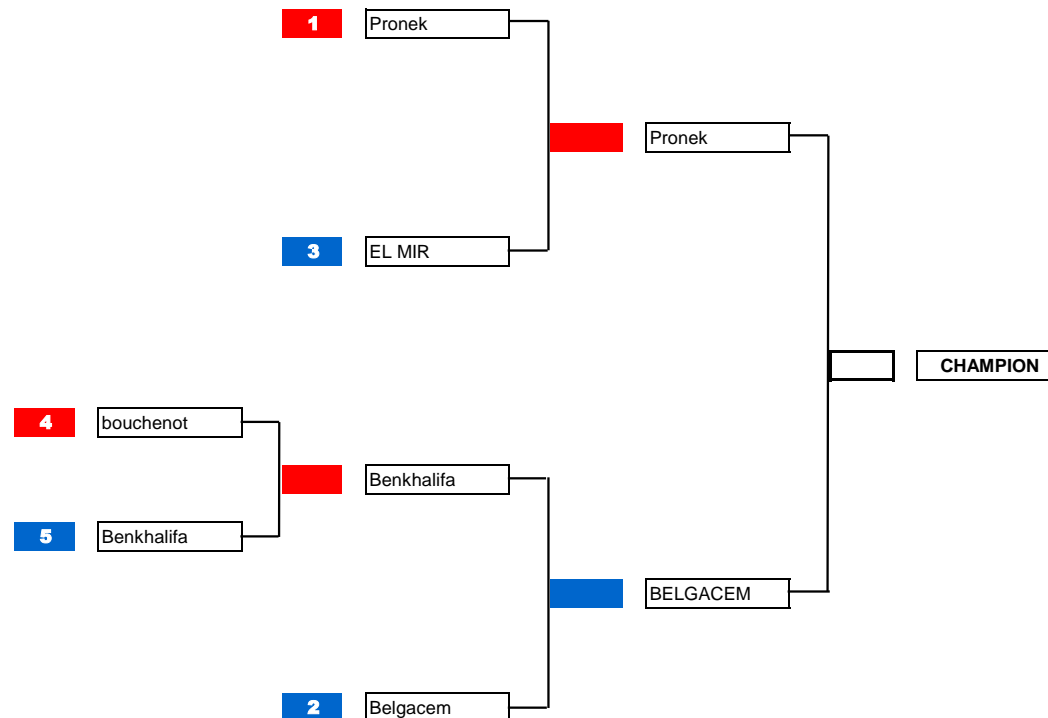 1 Pronek
Pronek
3 EL MIR
CHAMPION
4 bouchenot
Benkhalifa
5 Benkhalifa
BELGACEM
2 Belgacem